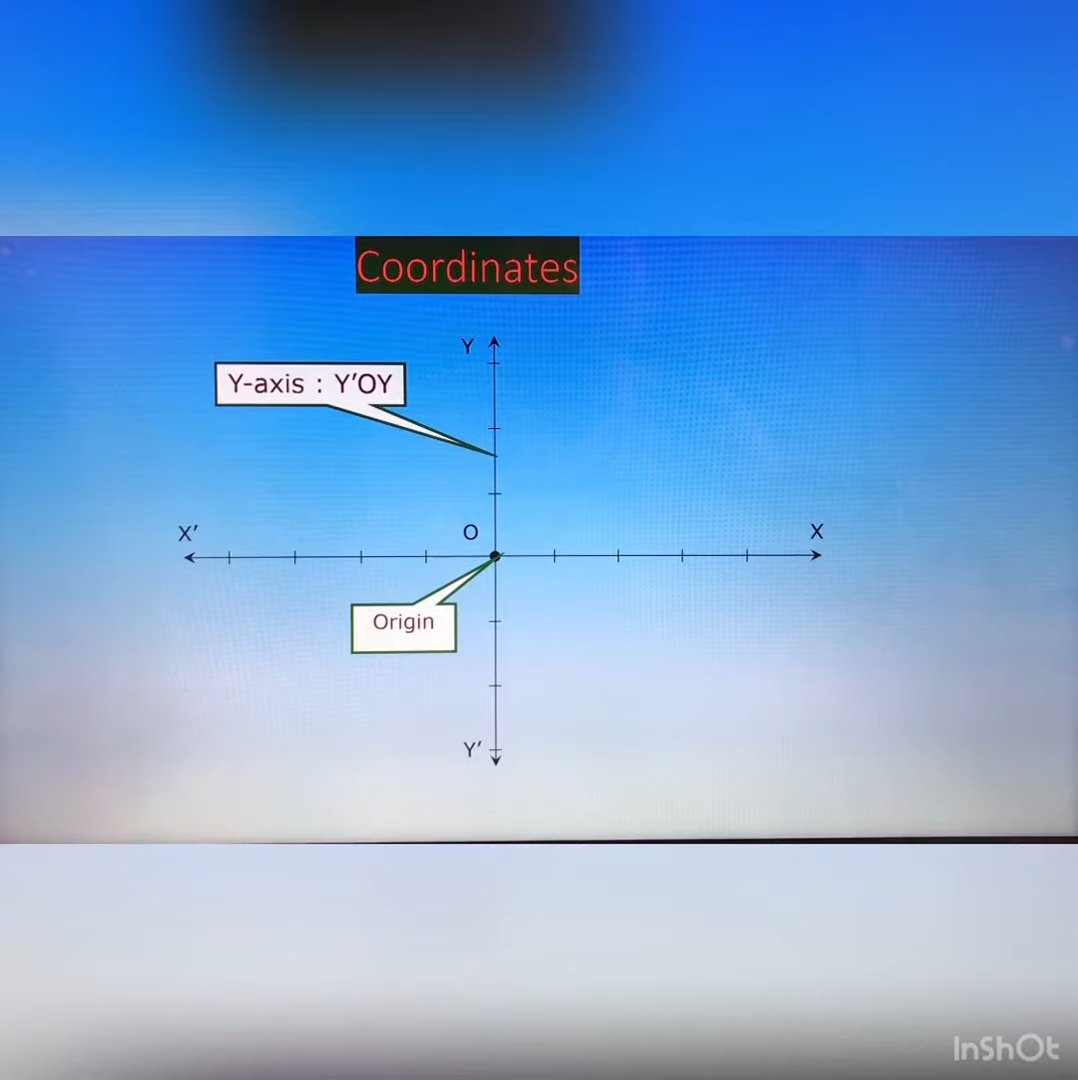 Coordinates
Y
Y-axis : Y’OY
X’
O
X
Origin
Y’
InShOt